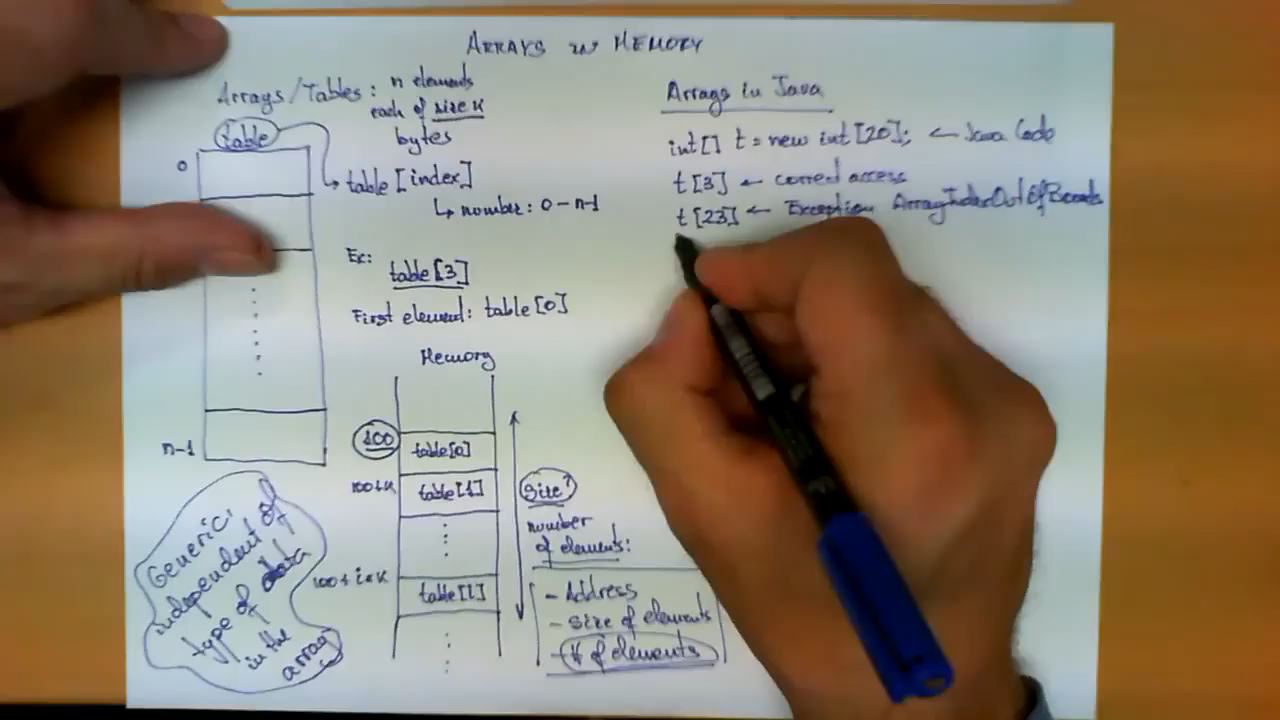 ARRAYS IN MEMORY
Arrays/Tables: n elements
each of size K
bytes
table
0
table [index]
↳ number: 0 - n-1
Ex:
table[3]
First element: table[0]
n-1
Memory
100
table[0]
100+K
table[1]
100+i*K
table[i]
Size?
number
of elements:
- Address
- Size of elements
- # of elements
Generic:
independent of
type of data
in the
array
Arrays in Java
int[] t = new int [20]; ← Java Code
t[3] ← correct access
t[23] ← Exception ArrayIndexOutOfBounds